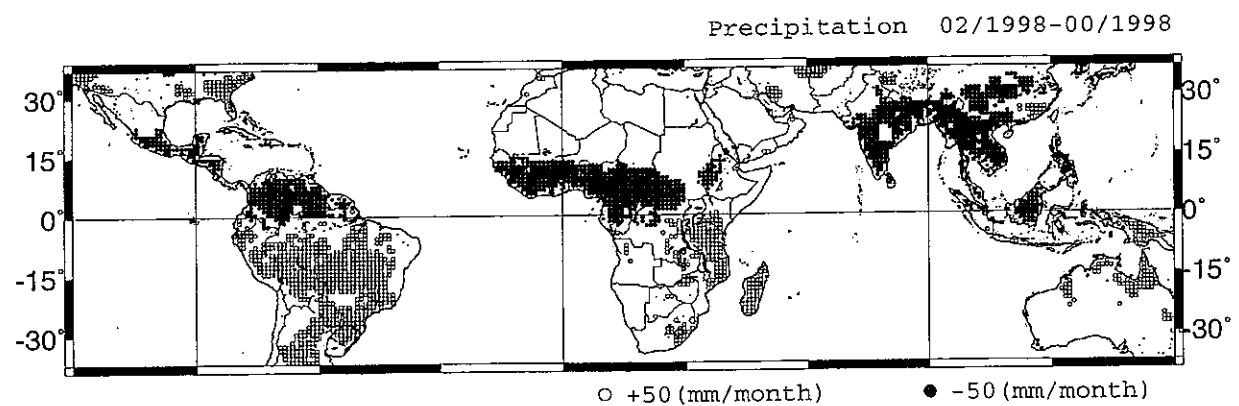 Precipitation 02/1998-00/1998
30° 30°
15° 15°
0° 0°
-15° -15°
-30° -30°
+50(mm/month) -50(mm/month)